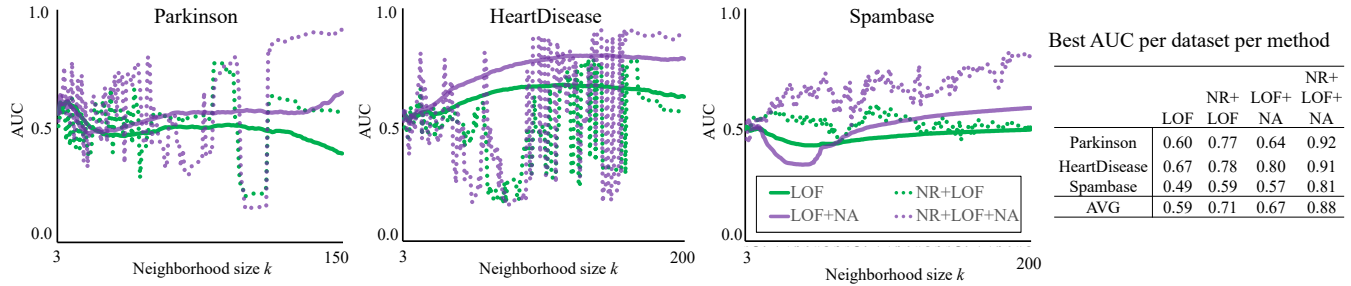 Parkinson
1.0
0.5
0.0
AUC
3
150
Neighborhood size k
HeartDisease
1.0
0.5
0.0
AUC
3
200
Neighborhood size k
Spambase
1.0
0.5
0.0
AUC
LOF
NR+LOF
LOF+NA
NR+LOF+NA
3
200
Neighborhood size k
Best AUC per dataset per method
LOF NR+ LOF LOF+ NA NR+ LOF+ NA
Parkinson 0.60 0.77 0.64 0.92
HeartDisease 0.67 0.78 0.80 0.91
Spambase 0.49 0.59 0.57 0.81
AVG 0.59 0.71 0.67 0.88